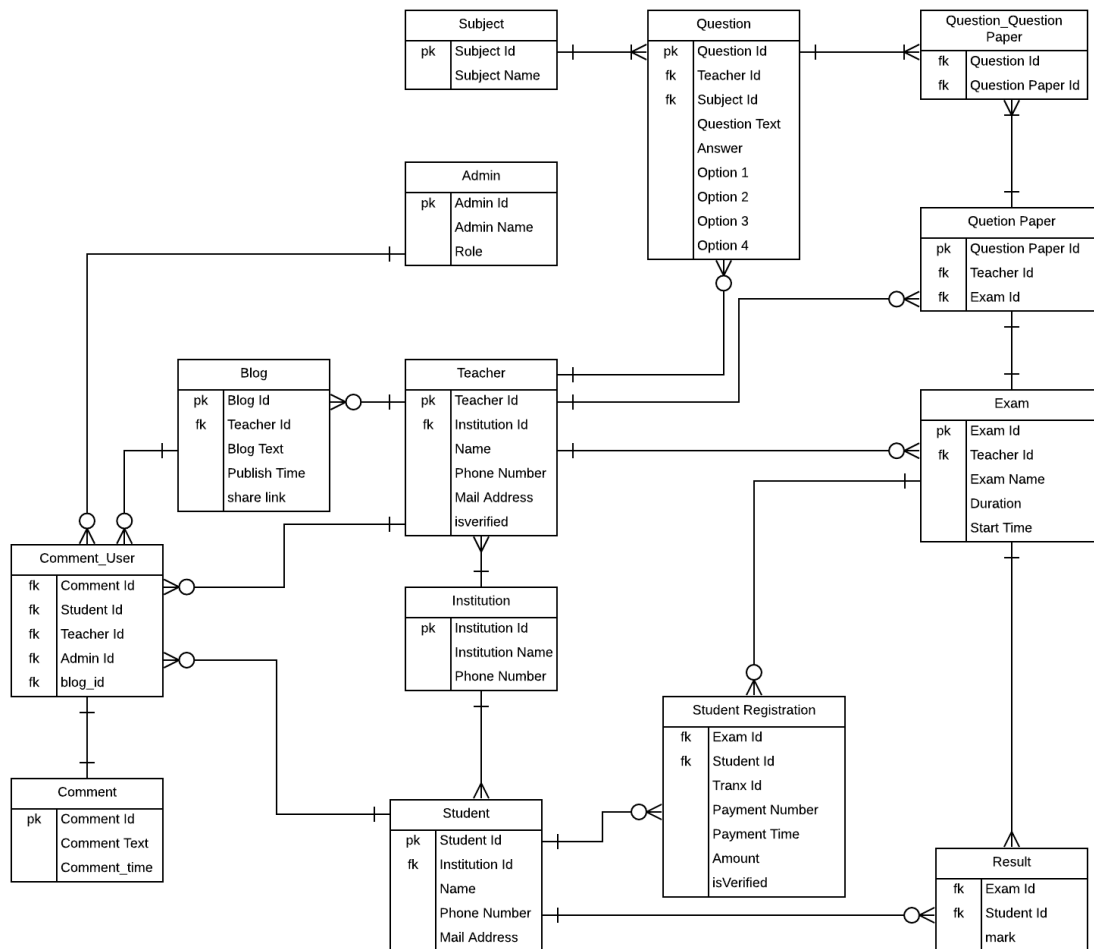 Subject
pk Subject Id
Subject Name
Question
pk Question Id
fk Teacher Id
fk Subject Id
Question Text
Answer
Option 1
Option 2
Option 3
Option 4
Question_Question
Paper
fk Question Id
fk Question Paper Id
Admin
pk Admin Id
Admin Name
Role
Quetion Paper
pk Question Paper Id
fk Teacher Id
fk Exam Id
Blog
pk Blog Id
fk Teacher Id
Blog Text
Publish Time
share link
Teacher
pk Teacher Id
fk Institution Id
Name
Phone Number
Mail Address
isverified
Exam
pk Exam Id
fk Teacher Id
Exam Name
Duration
Start Time
Comment_User
fk Comment Id
fk Student Id
fk Teacher Id
fk Admin Id
fk blog_id
Institution
pk Institution Id
Institution Name
Phone Number
Student Registration
fk Exam Id
fk Student Id
Tranx Id
Payment Number
Payment Time
Amount
isVerified
Comment
pk Comment Id
Comment Text
Comment_time
Student
pk Student Id
fk Institution Id
Name
Phone Number
Mail Address
Result
fk Exam Id
fk Student Id
mark